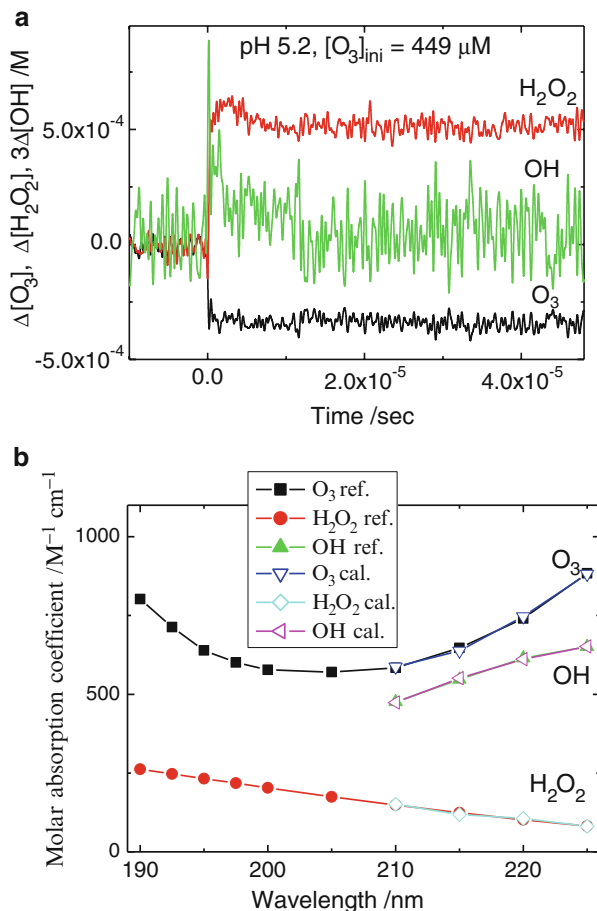 a
pH 5.2, [O₃]ini = 449 μM
Δ[O₃], Δ[H₂O₂], 3Δ[OH] /M
5.0x10⁻⁴
0.0
-5.0x10⁻⁴
H₂O₂
OH
O₃
0.0
2.0x10⁻⁵
4.0x10⁻⁵
Time /sec
b
Molar absorption coefficient /M⁻¹ cm⁻¹
1000
500
0
O₃ ref.
H₂O₂ ref.
OH ref.
O₃ cal.
H₂O₂ cal.
OH cal.
O₃
OH
H₂O₂
190
200
210
220
Wavelength /nm